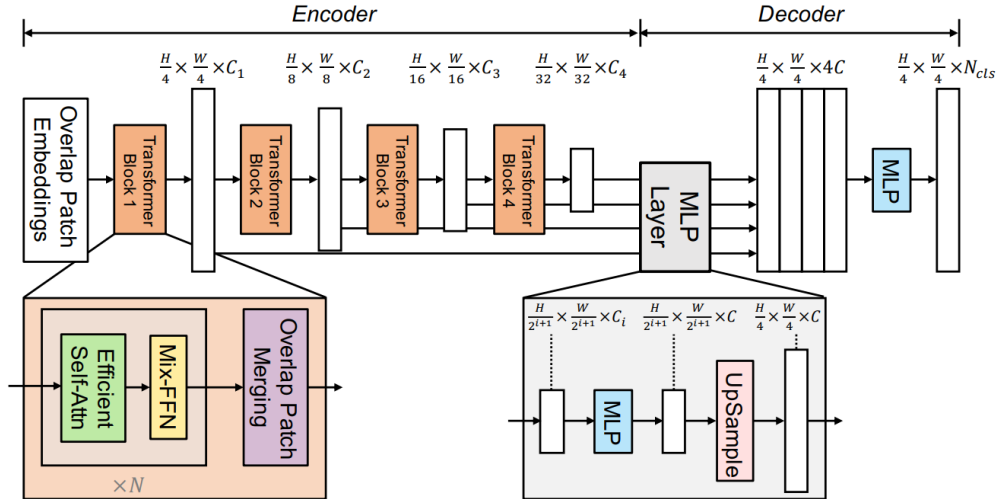 Encoder
Decoder
H/4 × W/4 × C₁
H/8 × W/8 × C₂
H/16 × W/16 × C₃
H/32 × W/32 × C₄
H/4 × W/4 × 4C
H/4 × W/4 × N_cls
Overlap Patch
Embeddings
Transformer
Block 1
Transformer
Block 2
Transformer
Block 3
Transformer
Block 4
MLP
Layer
MLP
Efficient
Self-Attn
Mix-FFN
Overlap Patch
Merging
×N
H/2^{i+1} × W/2^{i+1} × C_i
H/2^{i+1} × W/2^{i+1} × C
H/4 × W/4 × C
MLP
UpSample